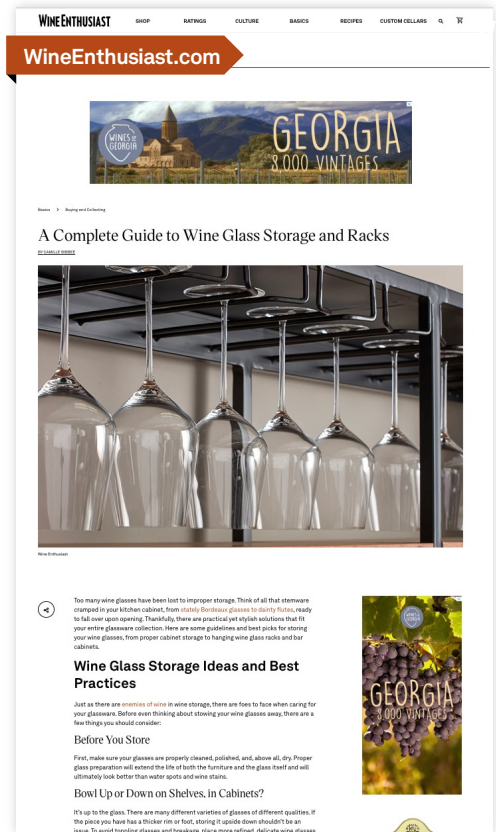 WINE ENTHUSIAST
SHOP RATINGS CULTURE BASICS RECIPES CUSTOM CELLARS
WineEnthusiast.com
WINES OF GEORGIA
GEORGIA
8,000 VINTAGES
Basics > Buying and Collecting
A Complete Guide to Wine Glass Storage and Racks
BY CAMILLE BERRY
Wine Enthusiast
Too many wine glasses have been lost to improper storage. Think of all that stemware
cramped in your kitchen cabinet, from stately Bordeaux glasses to dainty flutes, ready
to fall over upon opening. Thankfully, there are practical yet stylish solutions that fit
your entire glassware collection. Here are some guidelines and best picks for storing
your wine glasses, from proper cabinet storage to hanging wine glass racks and bar
cabinets.
Wine Glass Storage Ideas and Best
Practices
Just as there are enemies of wine in wine storage, there are foes to face when caring for
your glassware. Before even thinking about stowing your wine glasses away, there are a
few things you should consider:
Before You Store
First, make sure your glasses are properly cleaned, polished, and, above all, dry. Proper
glass preparation will extend the life of both the furniture and the glass itself and will
ultimately look better than water spots and wine stains.
Bowl Up or Down on Shelves, in Cabinets?
It's up to the glass. There are many different varieties of glasses of different qualities. If
the piece you have has a thicker rim or foot, storing it upside down shouldn't be an
issue. To avoid toppling glasses and breakage, place more refined, delicate wine glasses
GEORGIA
8,000 VINTAGES